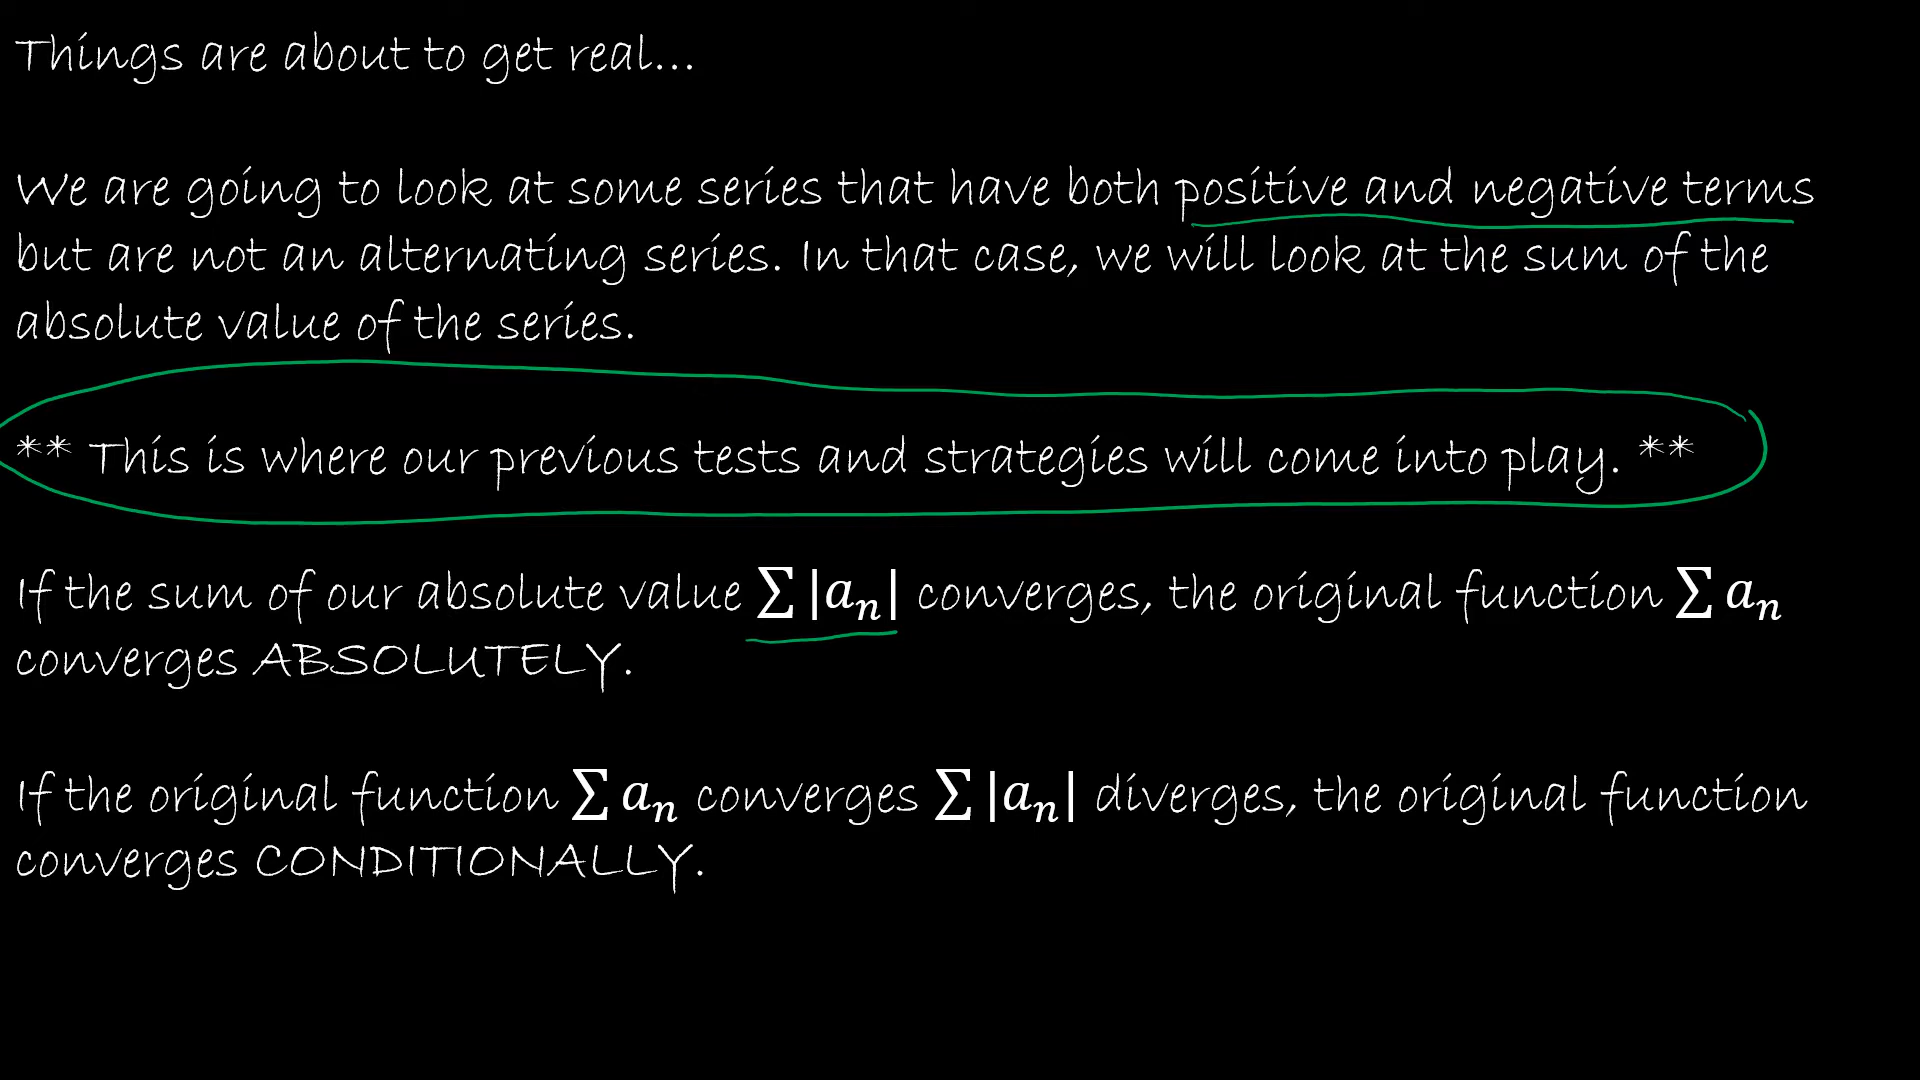 Things are about to get real...
We are going to look at some series that have both positive and negative terms
but are not an alternating series. In that case, we will look at the sum of the
absolute value of the series.
** This is where our previous tests and strategies will come into play. **
If the sum of our absolute value ∑|aₙ| converges, the original function ∑ aₙ
converges ABSOLUTELY.
If the original function ∑ aₙ converges ∑|aₙ| diverges, the original function
converges CONDITIONALLY.